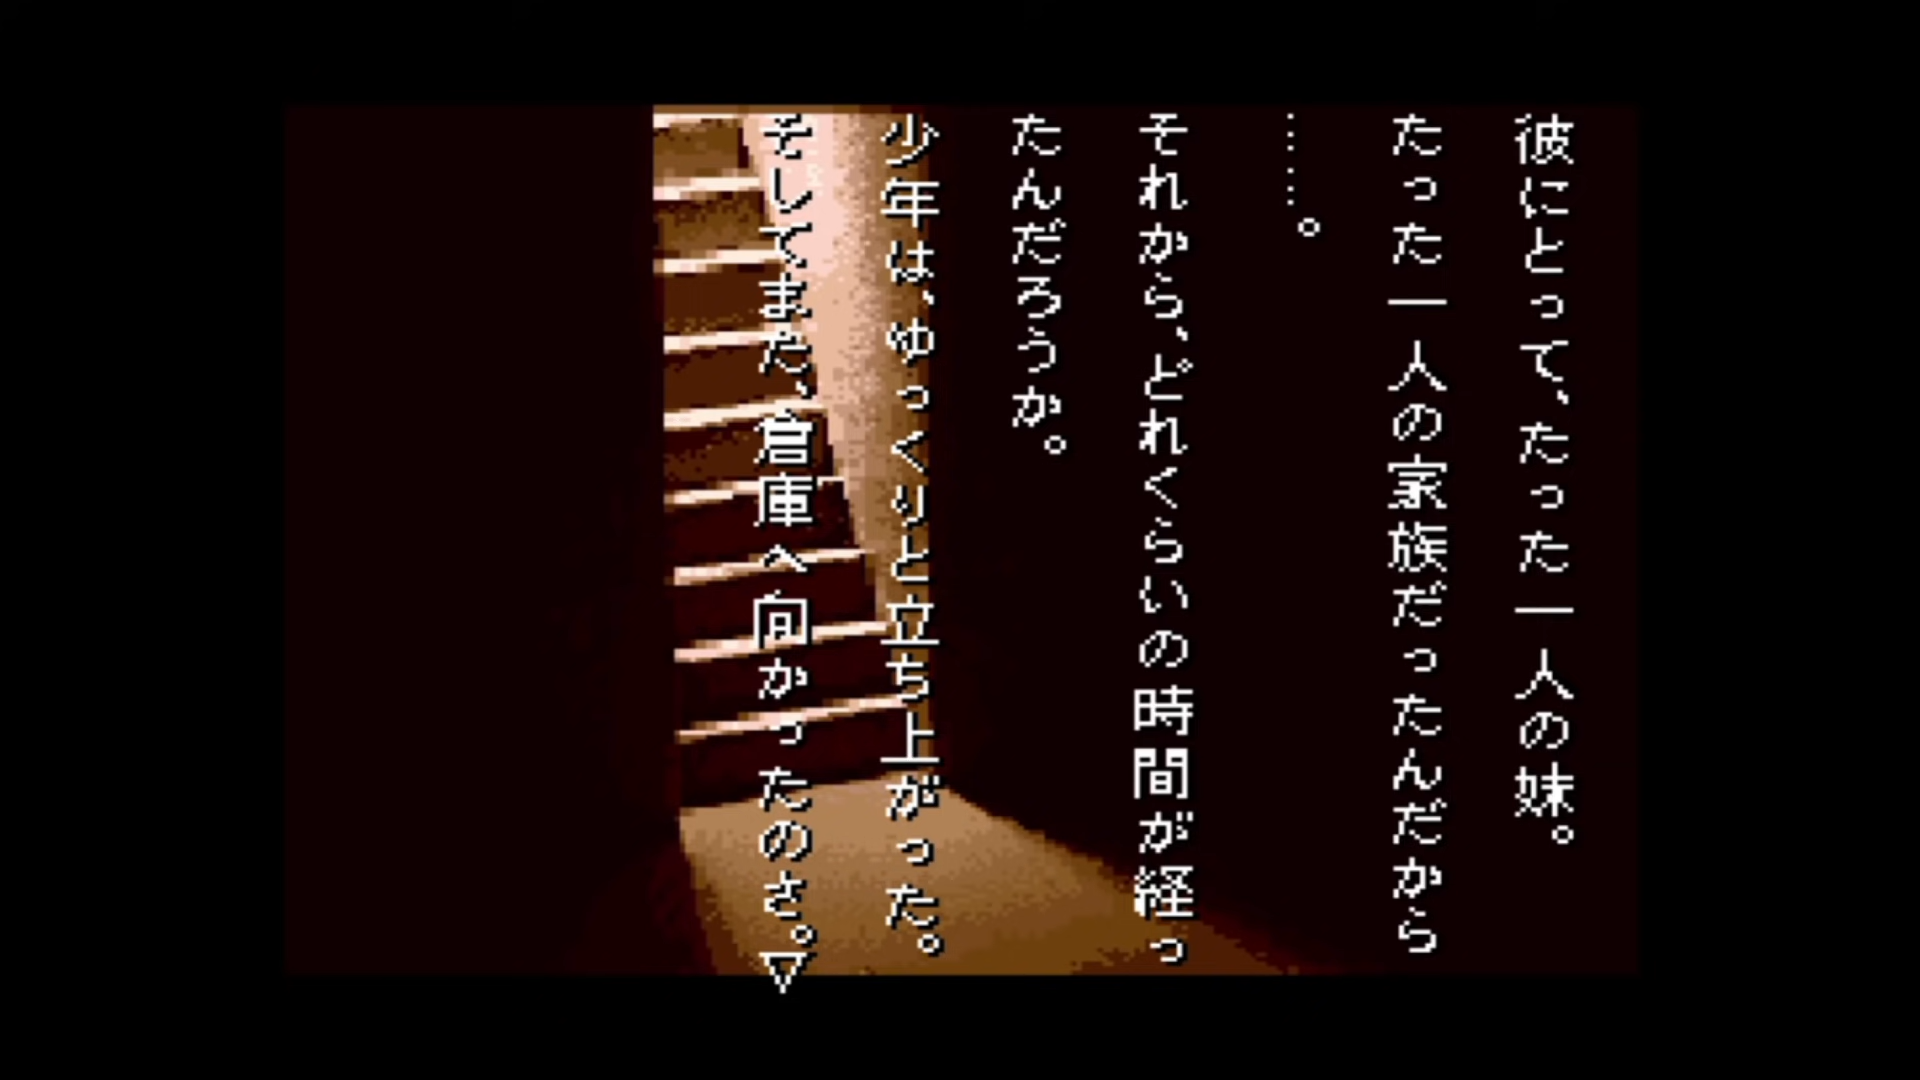 彼にとって、たった一人の妹。
たった一人の家族だったんだから
……。
それから、どれくらいの時間が経っ
たんだろうか。
少年は、ゆっくりと立ち上がった。
そしてまた、倉庫へ向かったのさ。▽